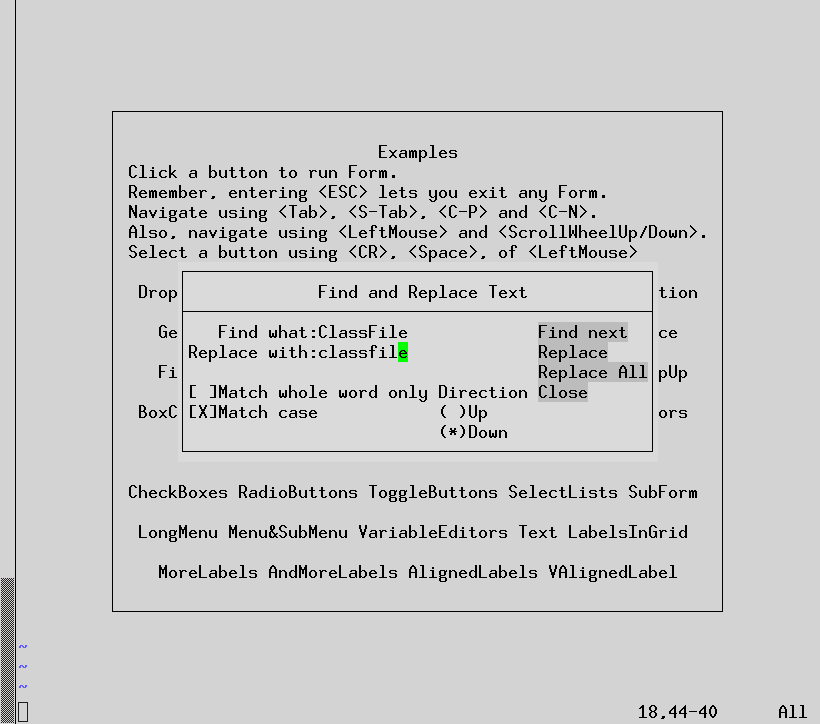 Examples
Click a button to run Form.
Remember, entering <ESC> lets you exit any Form.
Navigate using <Tab>, <S-Tab>, <C-P> and <C-N>.
Also, navigate using <LeftMouse> and <ScrollWheelUp/Down>.
Select a button using <CR>, <Space>, of <LeftMouse>
Drop Find and Replace Text tion
Ge Find what:ClassFile Find next ce
Replace with:classfile Replace
Fi Replace All pUp
[ ]Match whole word only Direction Close
BoxC [X]Match case ( )Up ors
(*)Down
CheckBoxes RadioButtons ToggleButtons SelectLists SubForm
LongMenu Menu&SubMenu VariableEditors Text LabelsInGrid
MoreLabels AndMoreLabels AlignedLabels VAlignedLabel
~
~
~
18,44-40 All